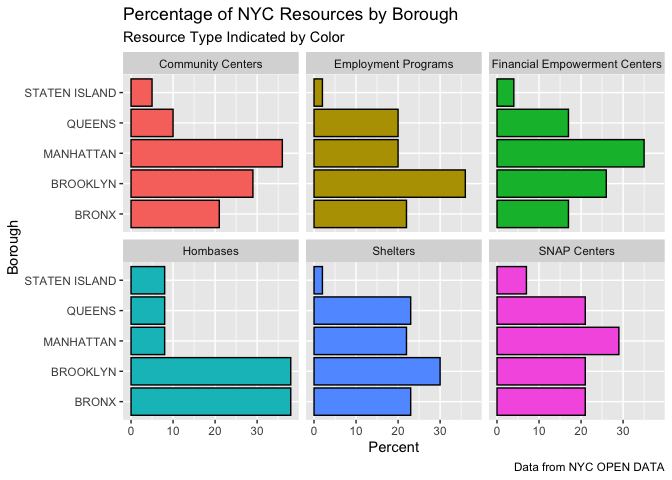 Percentage of NYC Resources by Borough
Resource Type Indicated by Color
Community Centers
Employment Programs
Financial Empowerment Centers
STATEN ISLAND
QUEENS
MANHATTAN
BROOKLYN
BRONX
Borough
Hombases
Shelters
SNAP Centers
STATEN ISLAND
QUEENS
MANHATTAN
BROOKLYN
BRONX
0 10 20 30 0 10 20 30 0 10 20 30
Percent
Data from NYC OPEN DATA